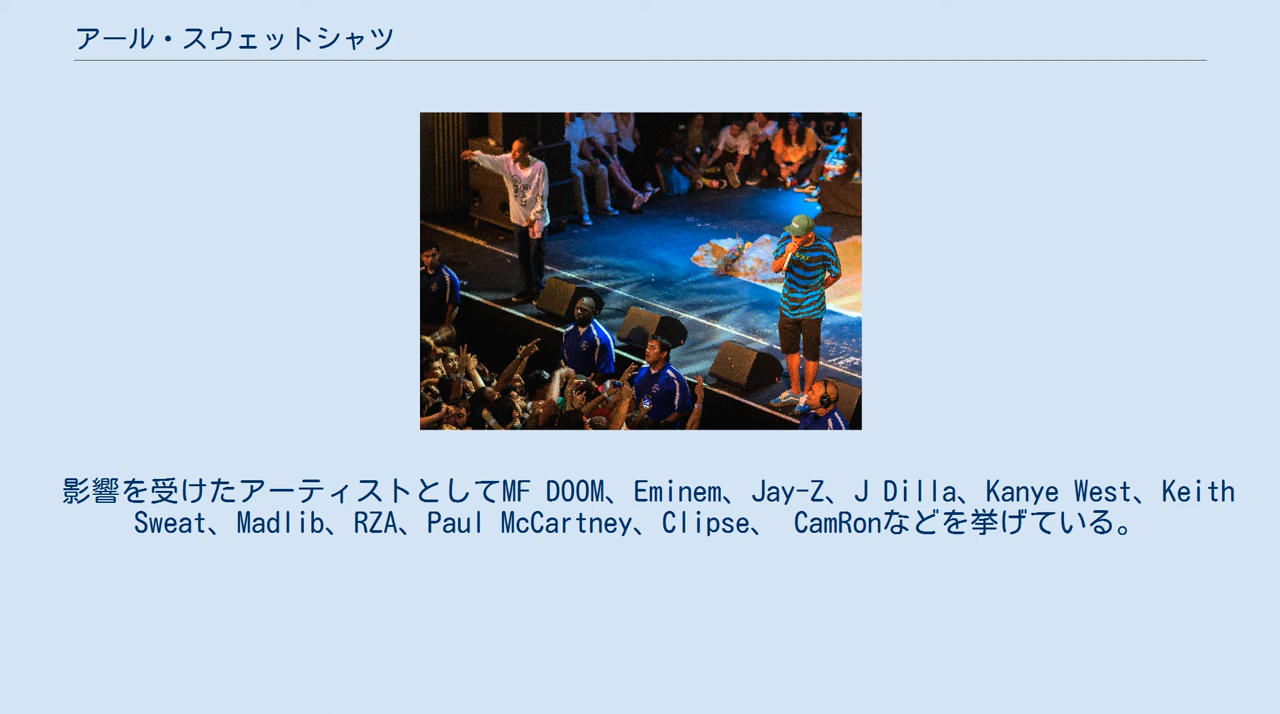 アール・スウェットシャツ
影響を受けたアーティストとしてMF DOOM、Eminem、Jay-Z、J Dilla、Kanye West、Keith
Sweat、Madlib、RZA、Paul McCartney、Clipse、 CamRonなどを挙げている。